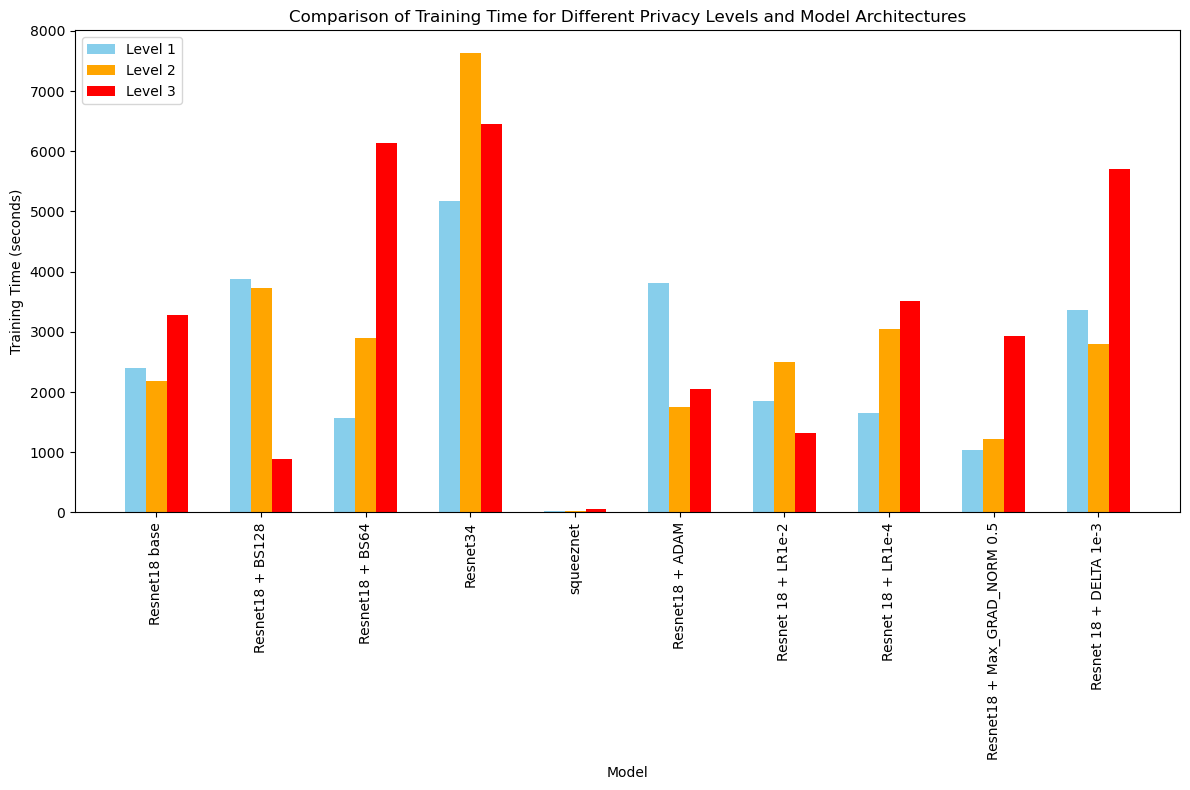 Comparison of Training Time for Different Privacy Levels and Model Architectures
Level 1
Level 2
Level 3
Training Time (seconds)
8000
7000
6000
5000
4000
3000
2000
1000
0
Resnet18 base
Resnet18 + BS128
Resnet18 + BS64
Resnet34
squeeznet
Resnet18 + ADAM
Resnet 18 + LR1e-2
Resnet 18 + LR1e-4
Resnet18 + Max_GRAD_NORM 0.5
Resnet 18 + DELTA 1e-3
Model